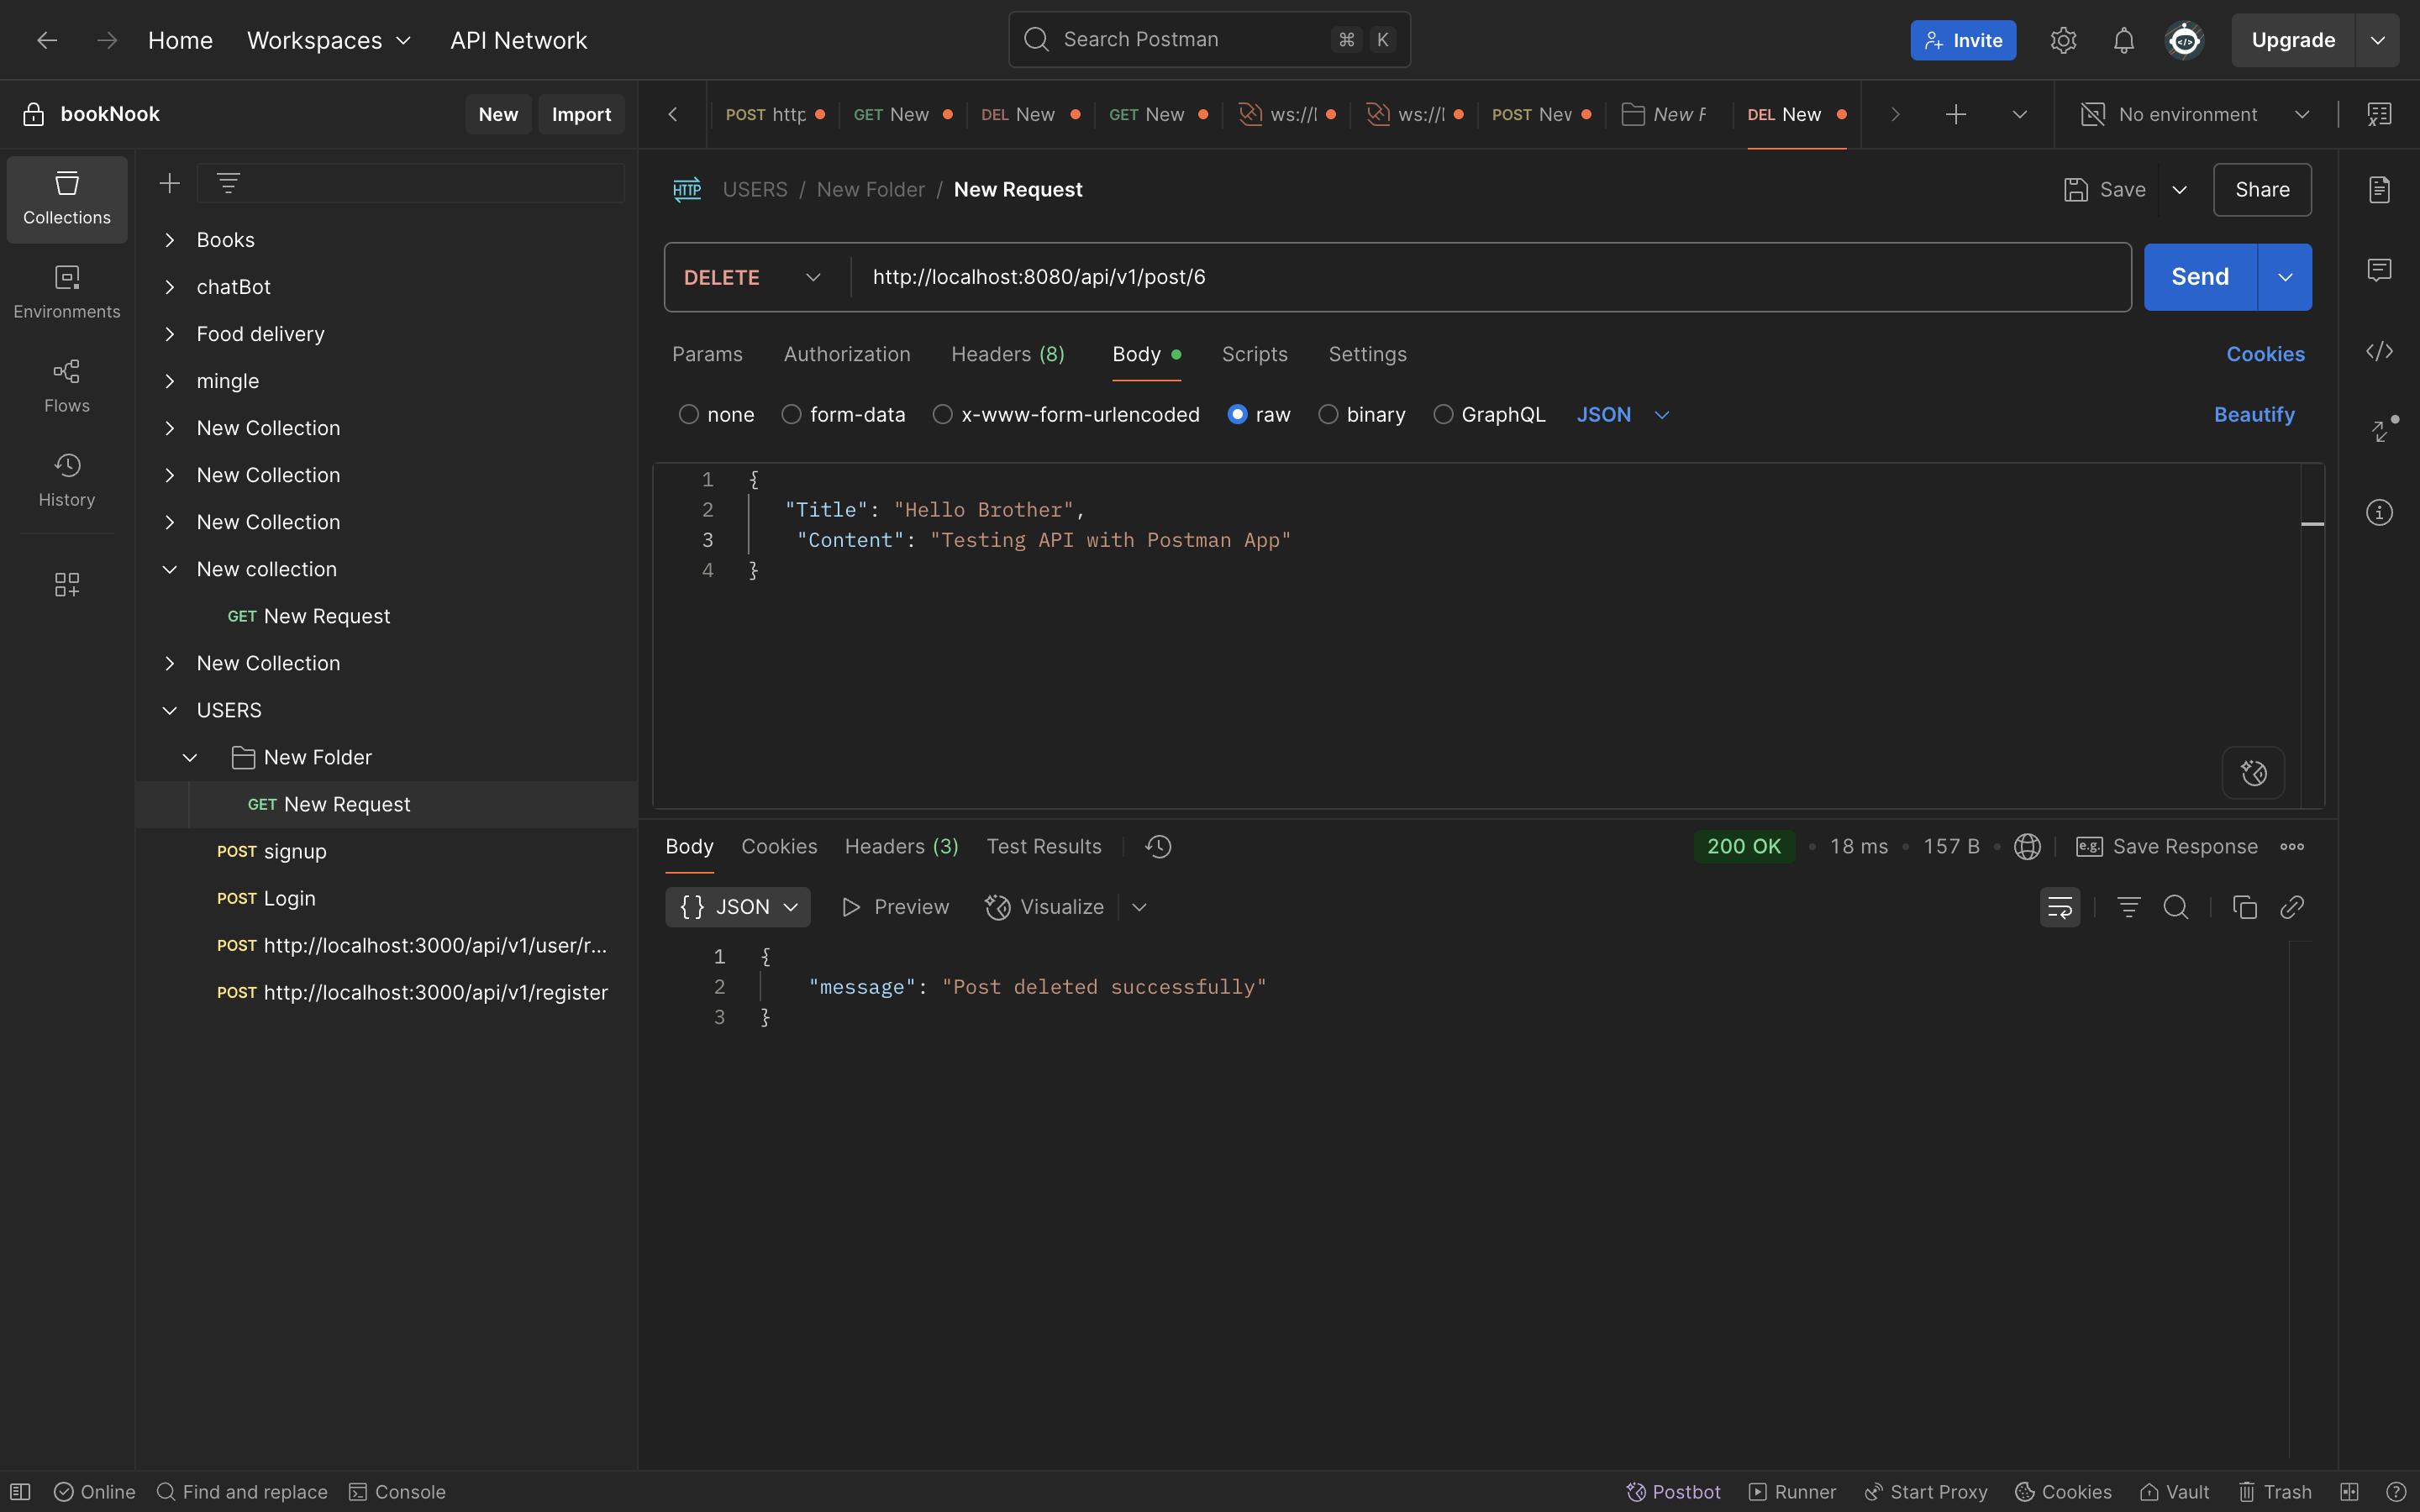 Home Workspaces API Network Search Postman ⌘ K Invite Upgrade
bookNook New Import
POST http GET New DEL New GET New ws://l ws://l POST Nev New F DEL New No environment
Collections
Environments
Flows
History
Books
chatBot
Food delivery
mingle
New Collection
New Collection
New Collection
New collection
GET New Request
New Collection
USERS
New Folder
GET New Request
POST signup
POST Login
POST http://localhost:3000/api/v1/user/r...
POST http://localhost:3000/api/v1/register
HTTP USERS / New Folder / New Request Save Share
DELETE http://localhost:8080/api/v1/post/6 Send
Params Authorization Headers (8) Body Scripts Settings Cookies
none form-data x-www-form-urlencoded raw binary GraphQL JSON Beautify
1 {
2 "Title": "Hello Brother",
3 "Content": "Testing API with Postman App"
4 }
Body Cookies Headers (3) Test Results 200 OK • 18 ms • 157 B • e.g. Save Response
{} JSON Preview Visualize
1 {
2 "message": "Post deleted successfully"
3 }
Online Find and replace Console Postbot Runner Start Proxy Cookies Vault Trash